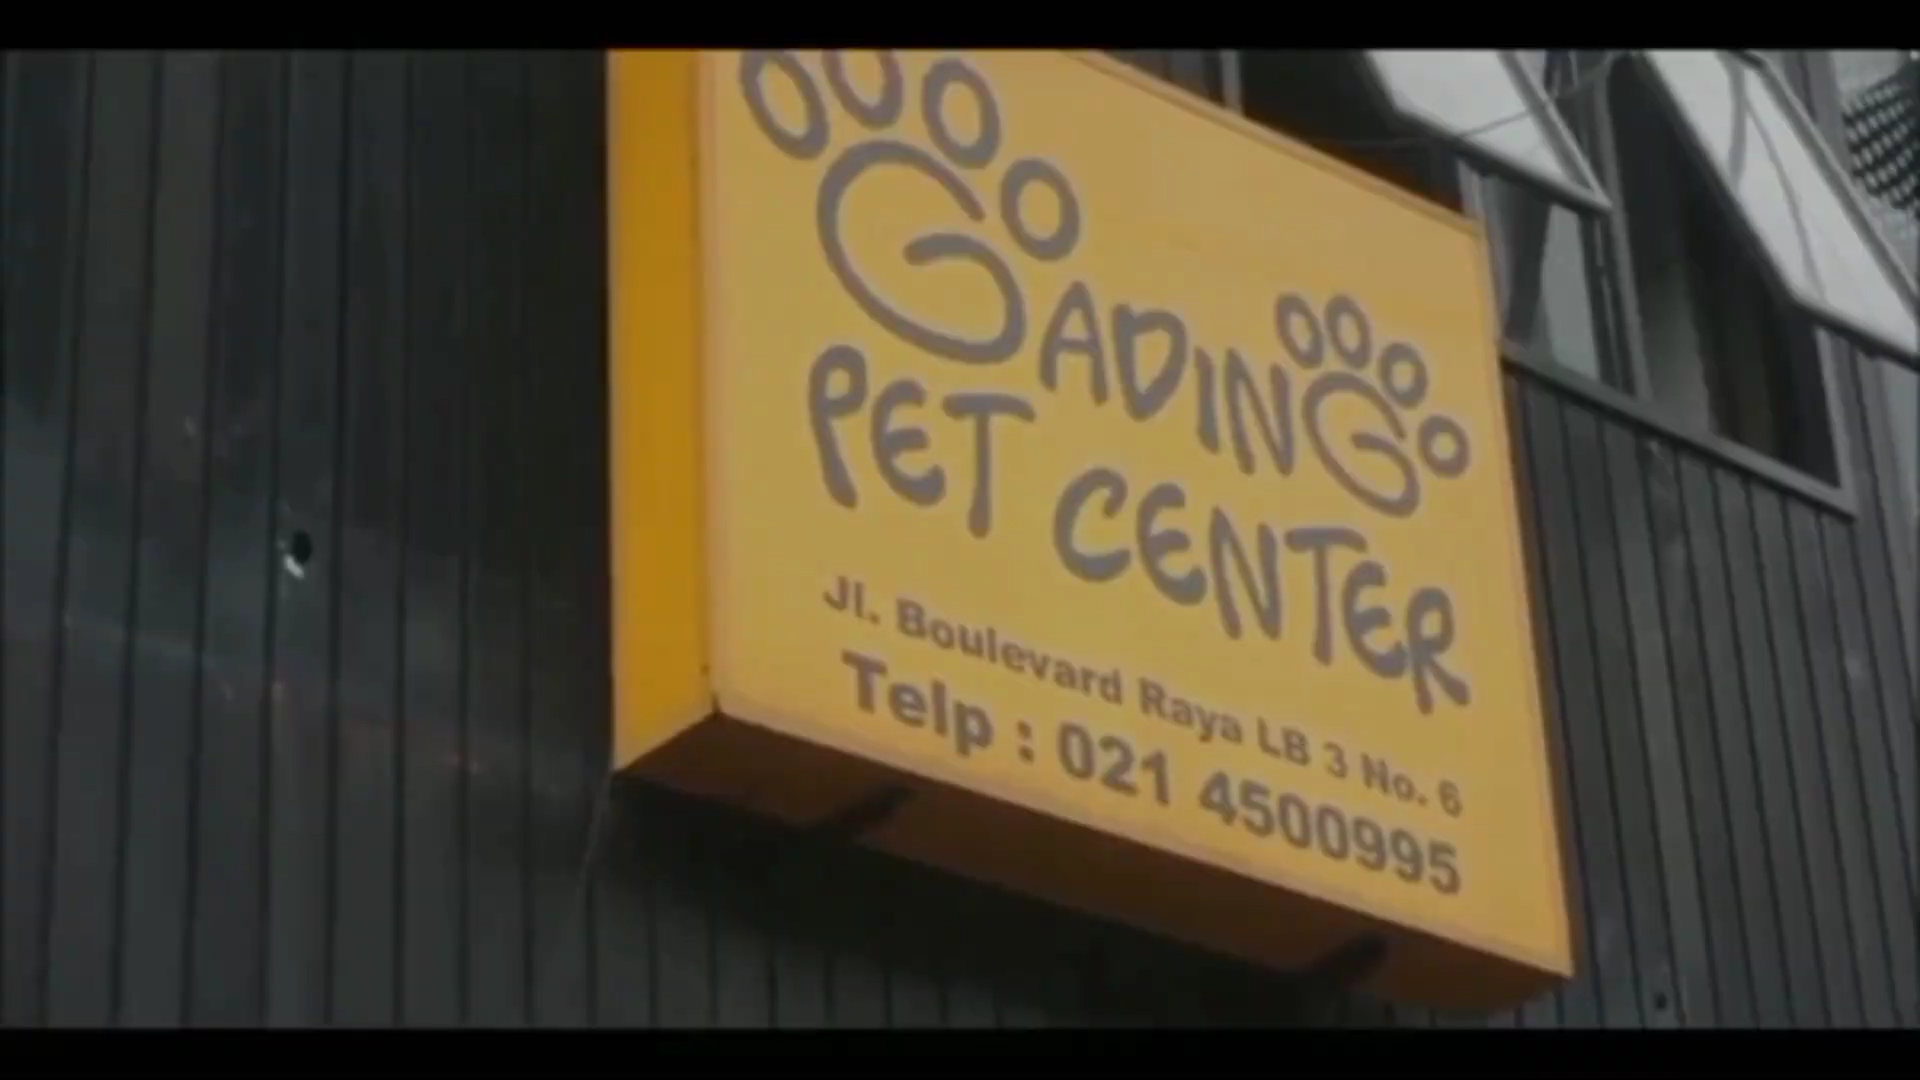 GADING
PET CENTER
Jl. Boulevard Raya LB 3 No. 6
Telp : 021 4500995